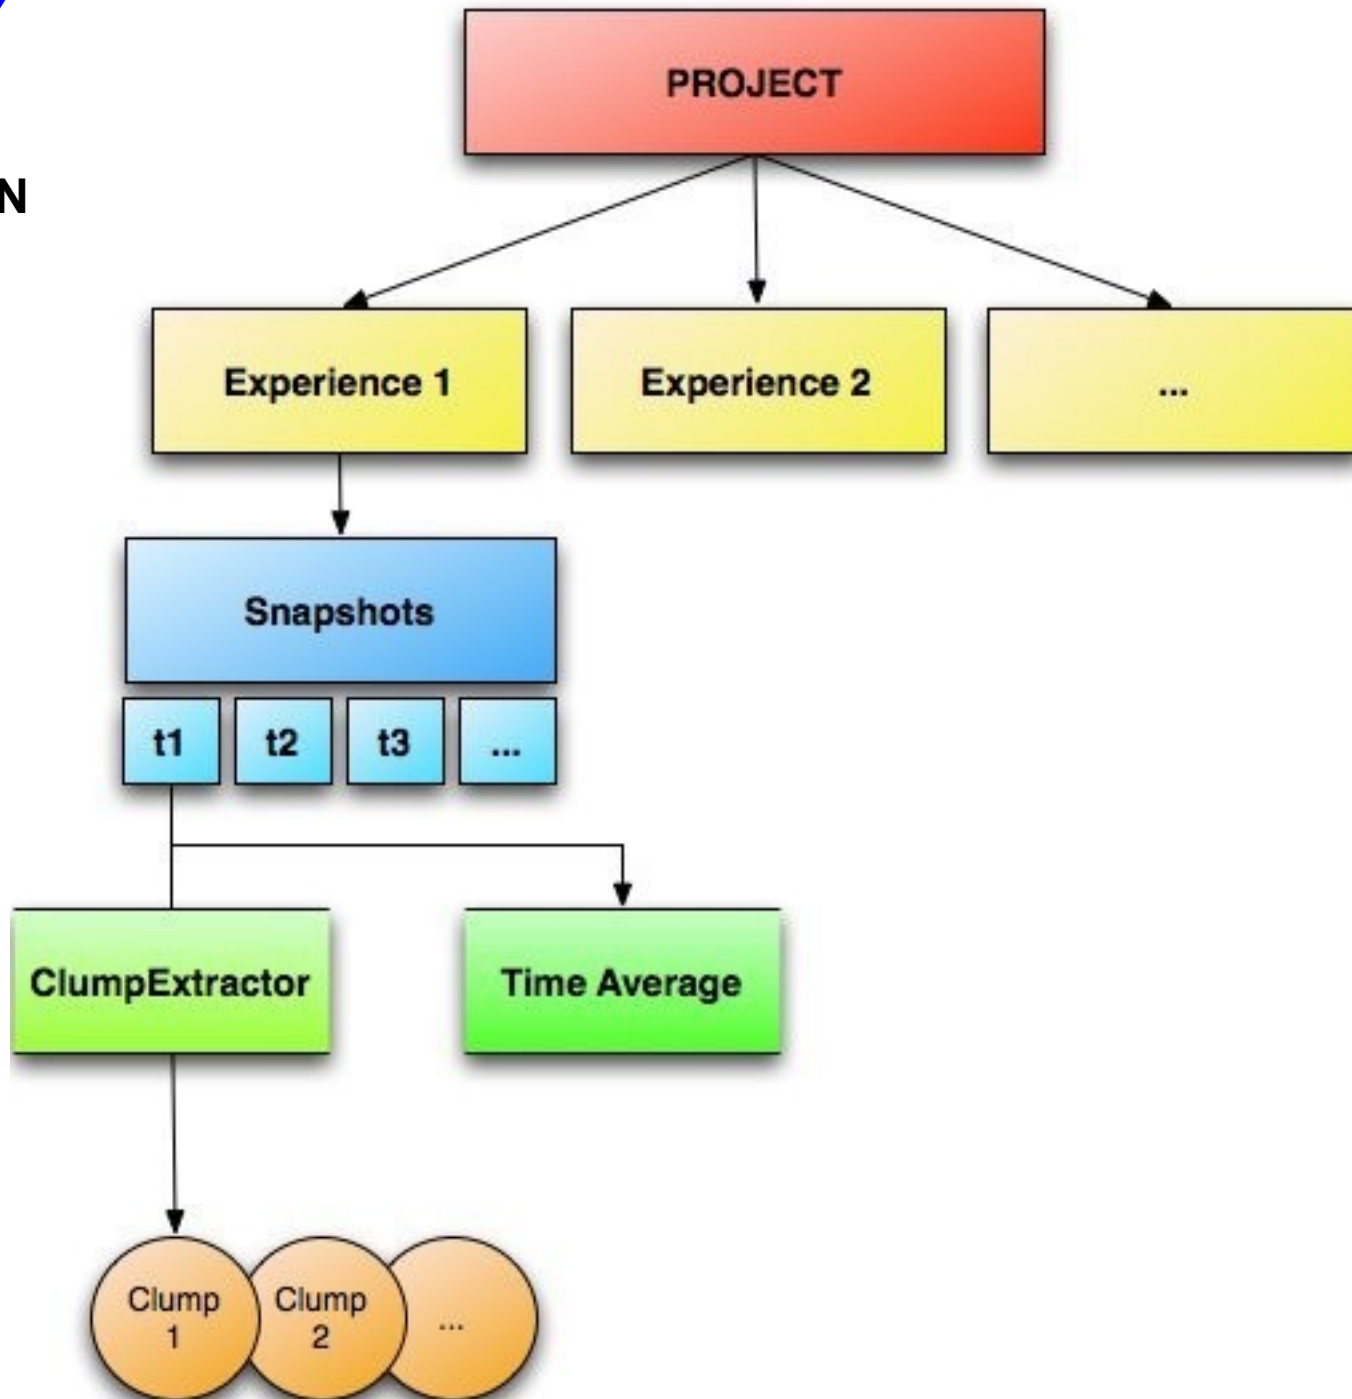 PROJECT
N
Experience 1
Experience 2
...
Snapshots
t1
t2
t3
...
ClumpExtractor
Time Average
Clump
1
Clump
2
...